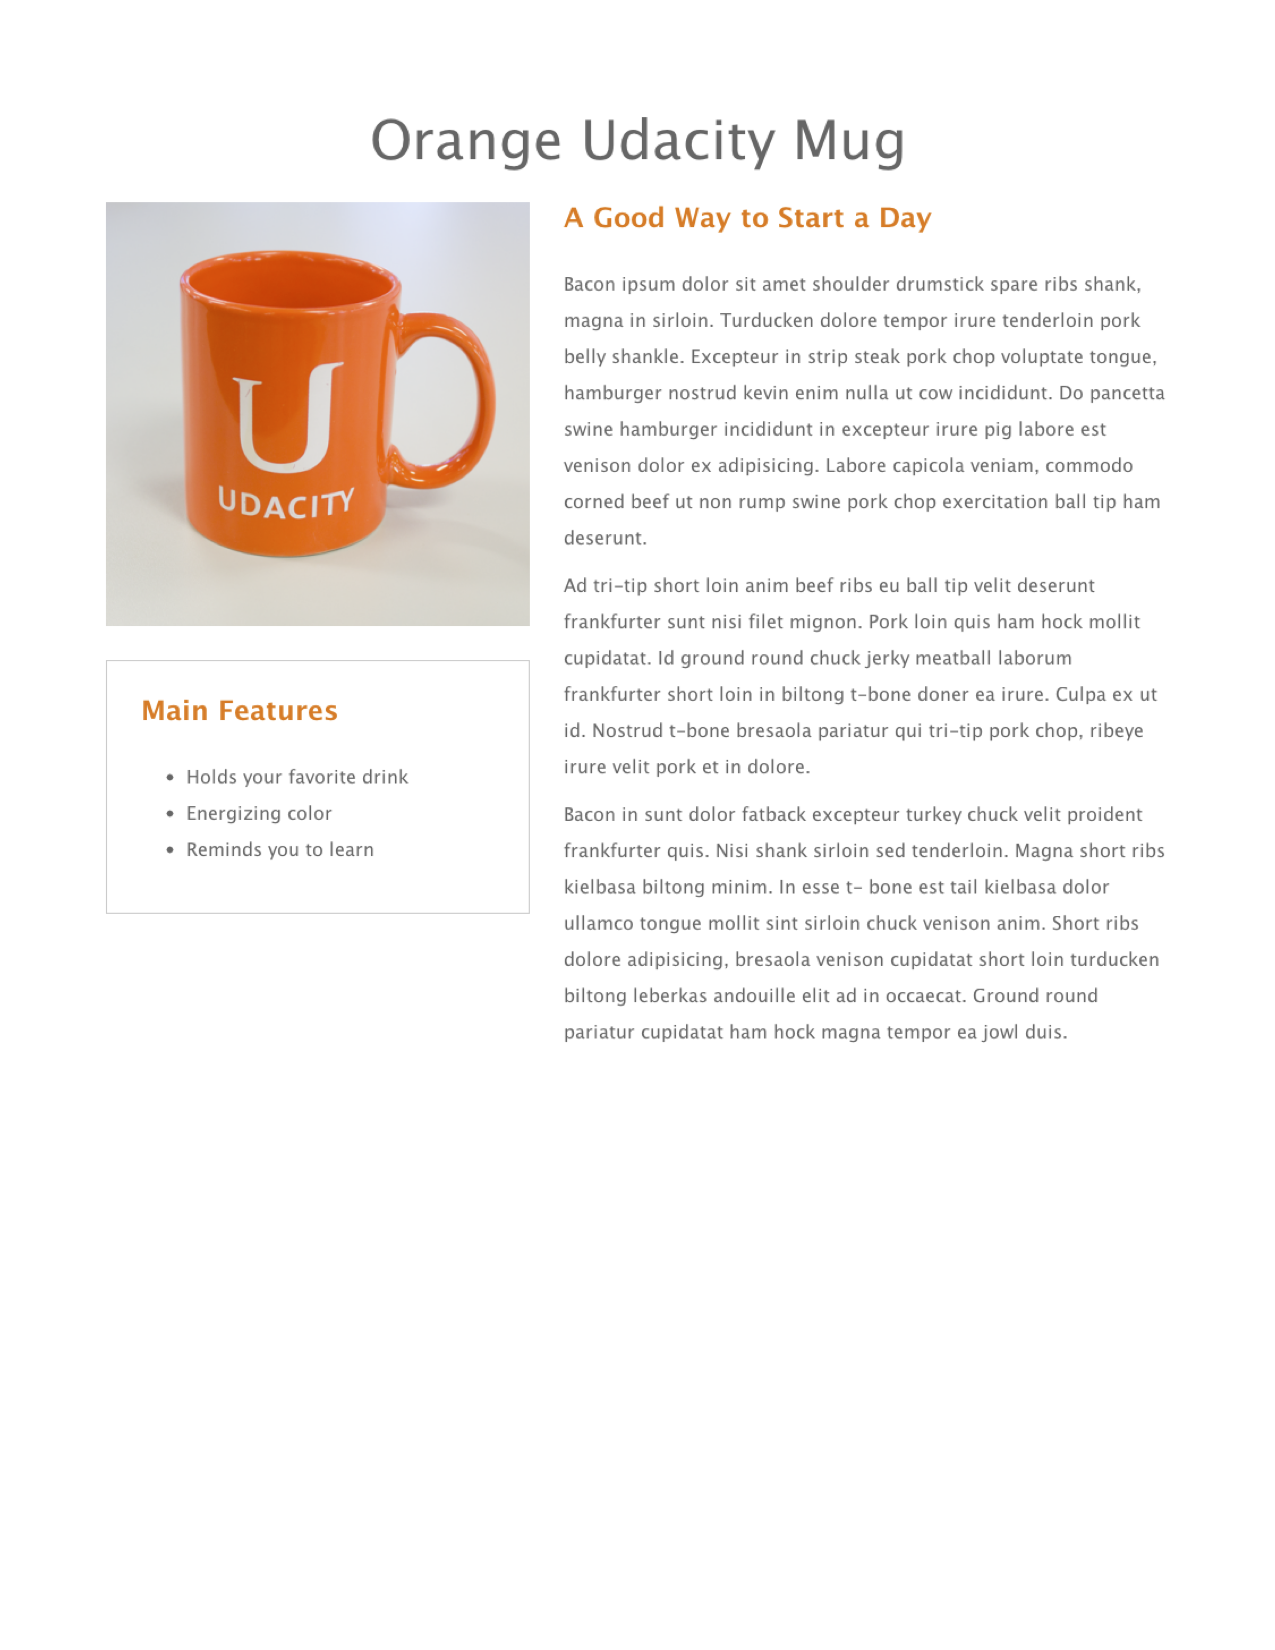 Orange Udacity Mug
U
UDACITY
Main Features
• Holds your favorite drink
• Energizing color
• Reminds you to learn
A Good Way to Start a Day
Bacon ipsum dolor sit amet shoulder drumstick spare ribs shank,
magna in sirloin. Turducken dolore tempor irure tenderloin pork
belly shankle. Excepteur in strip steak pork chop voluptate tongue,
hamburger nostrud kevin enim nulla ut cow incididunt. Do pancetta
swine hamburger incididunt in excepteur irure pig labore est
venison dolor ex adipisicing. Labore capicola veniam, commodo
corned beef ut non rump swine pork chop exercitation ball tip ham
deserunt.
Ad tri-tip short loin anim beef ribs eu ball tip velit deserunt
frankfurter sunt nisi filet mignon. Pork loin quis ham hock mollit
cupidatat. Id ground round chuck jerky meatball laborum
frankfurter short loin in biltong t-bone doner ea irure. Culpa ex ut
id. Nostrud t-bone bresaola pariatur qui tri-tip pork chop, ribeye
irure velit pork et in dolore.
Bacon in sunt dolor fatback excepteur turkey chuck velit proident
frankfurter quis. Nisi shank sirloin sed tenderloin. Magna short ribs
kielbasa biltong minim. In esse t- bone est tail kielbasa dolor
ullamco tongue mollit sint sirloin chuck venison anim. Short ribs
dolore adipisicing, bresaola venison cupidatat short loin turducken
biltong leberkas andouille elit ad in occaecat. Ground round
pariatur cupidatat ham hock magna tempor ea jowl duis.